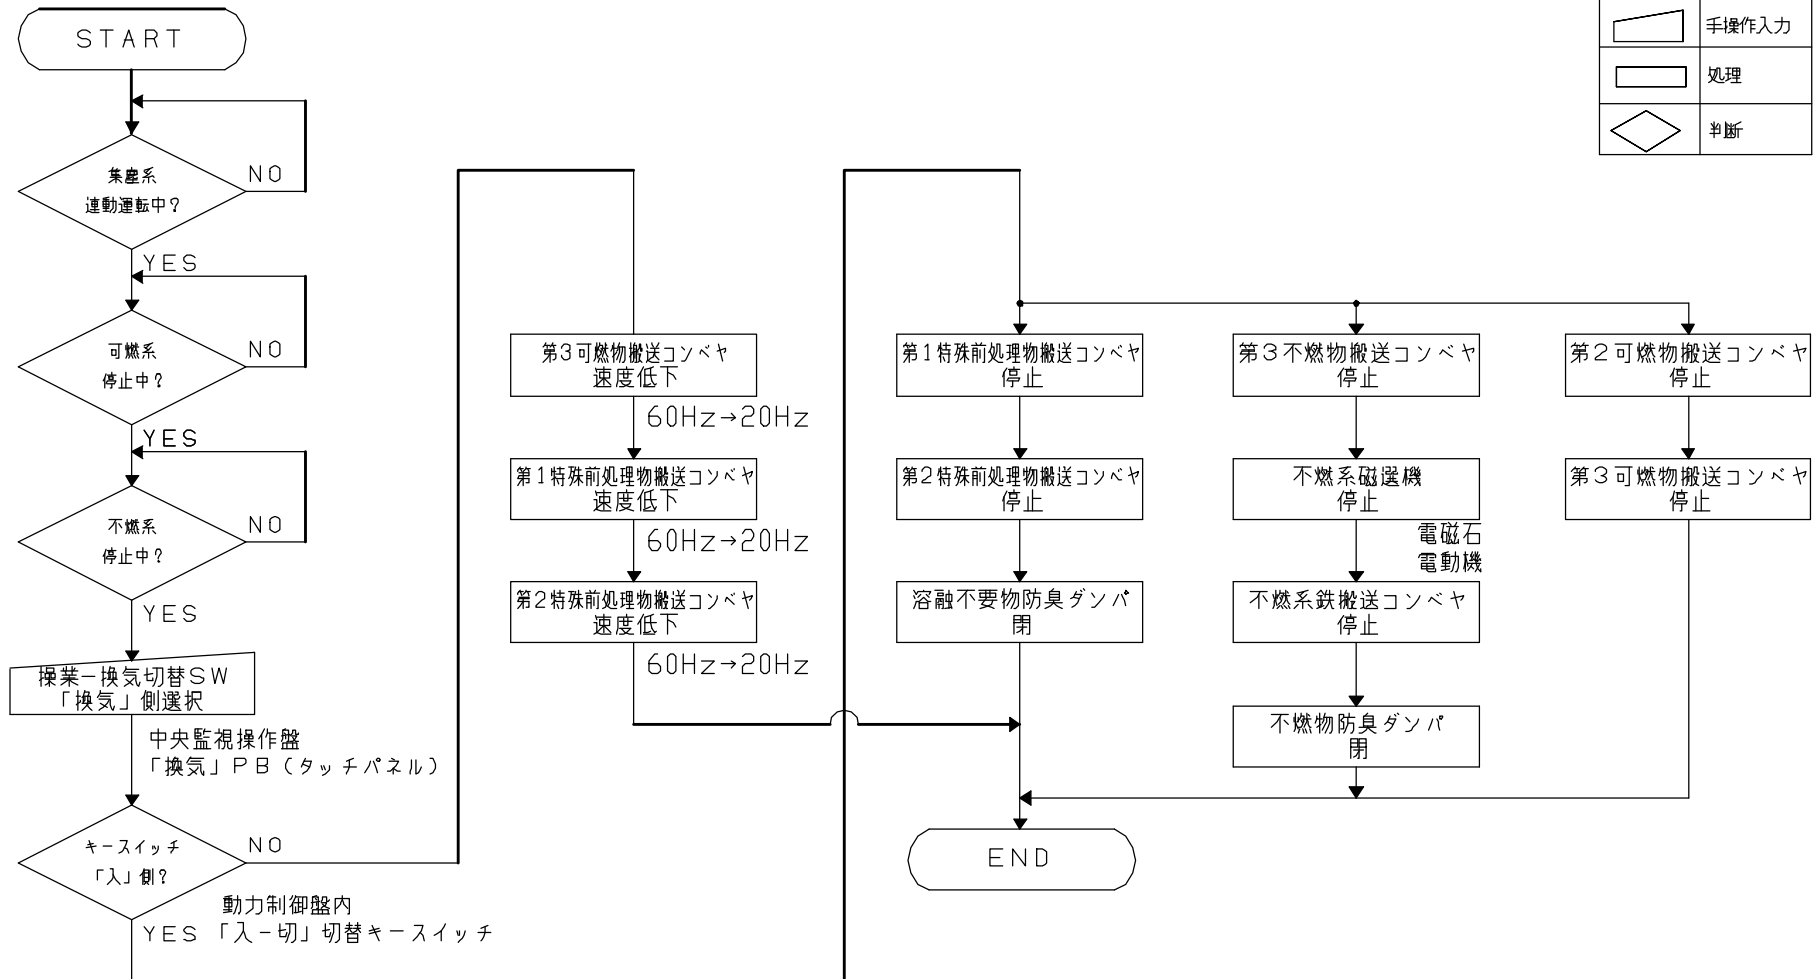 START
集塵系
連動運転中？
NO
YES
可燃系
停止中？
NO
YES
不燃系
停止中？
NO
YES
操業－換気切替SW
「換気」側選択
中央監視操作盤
「換気」PB（タッチパネル）
キースイッチ
「入」側？
NO
動力制御盤内
YES 「入－切」切替キースイッチ
第3可燃物搬送コンベヤ
速度低下
60Hz→20Hz
第1特殊前処理物搬送コンベヤ
速度低下
60Hz→20Hz
第2特殊前処理物搬送コンベヤ
速度低下
60Hz→20Hz
第1特殊前処理物搬送コンベヤ
停止
第2特殊前処理物搬送コンベヤ
停止
溶融不要物防臭ダンパ
閉
END
第3不燃物搬送コンベヤ
停止
不燃系磁選機
停止
電磁石
電動機
不燃系鉄搬送コンベヤ
停止
不燃物防臭ダンパ
閉
第2可燃物搬送コンベヤ
停止
第3可燃物搬送コンベヤ
停止
手操作入力
処理
判断